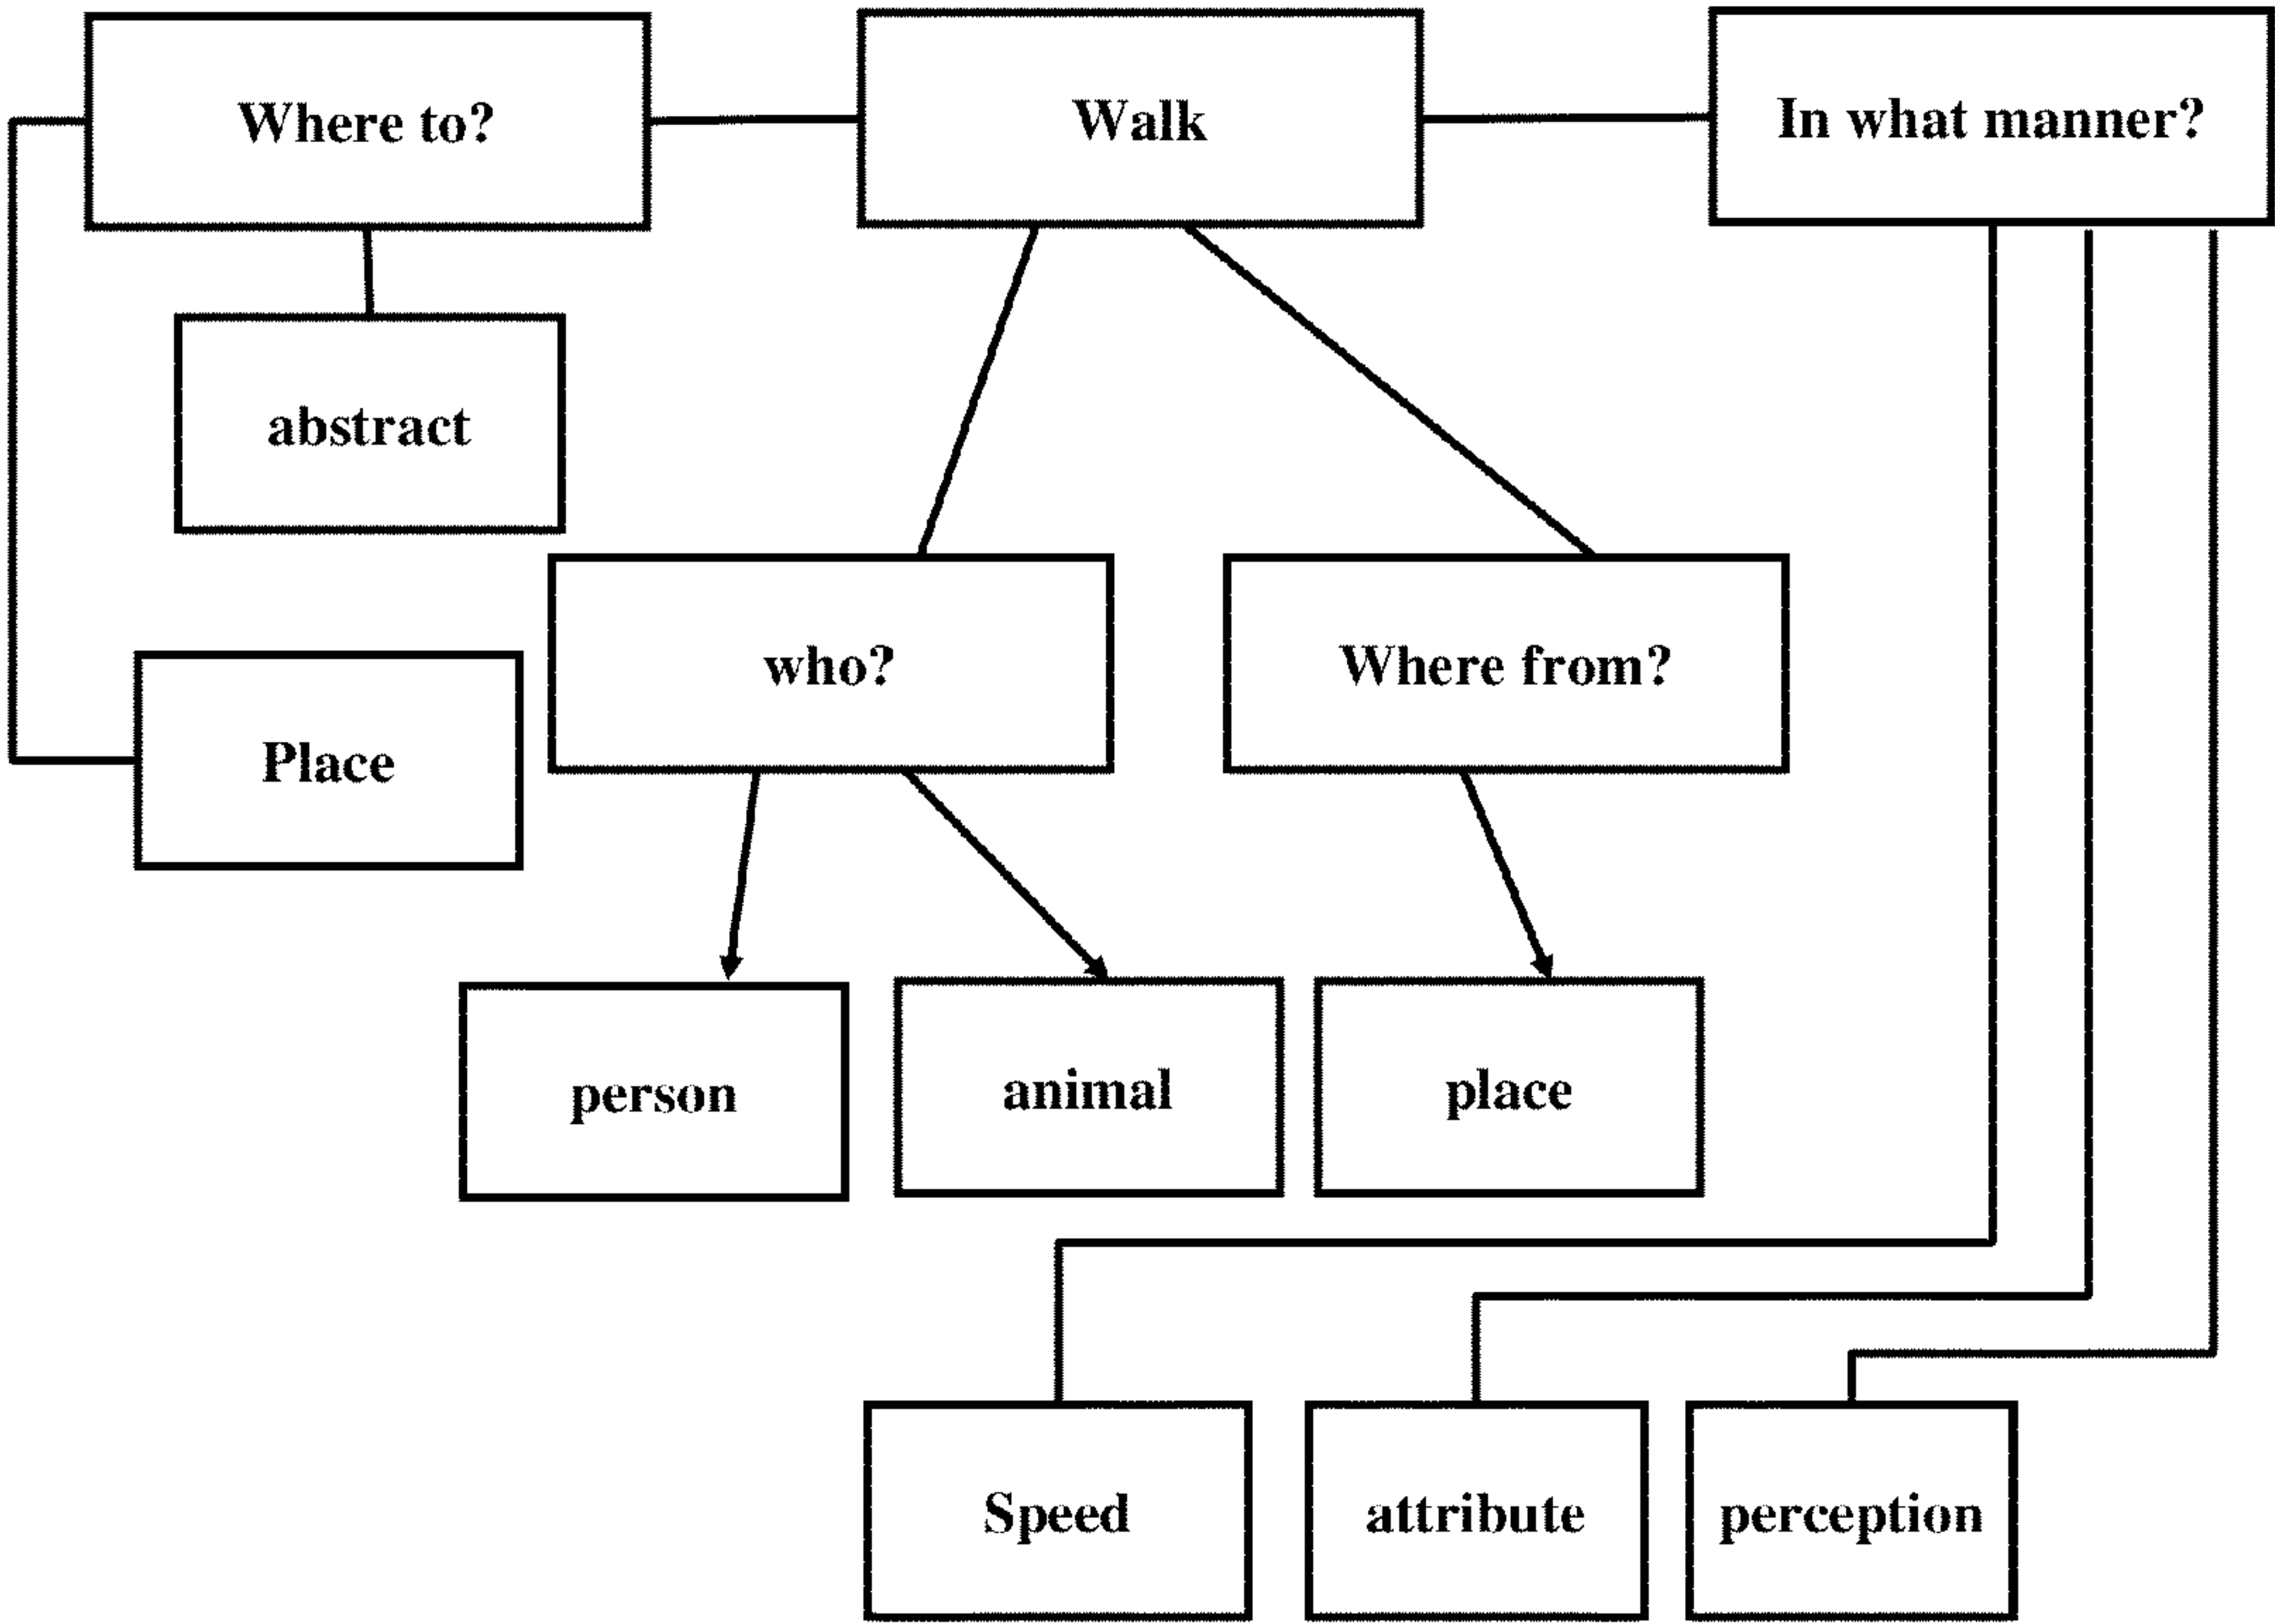 Where to?
Walk
In what manner?
abstract
who?
Where from?
Place
person
animal
place
Speed
attribute
perception